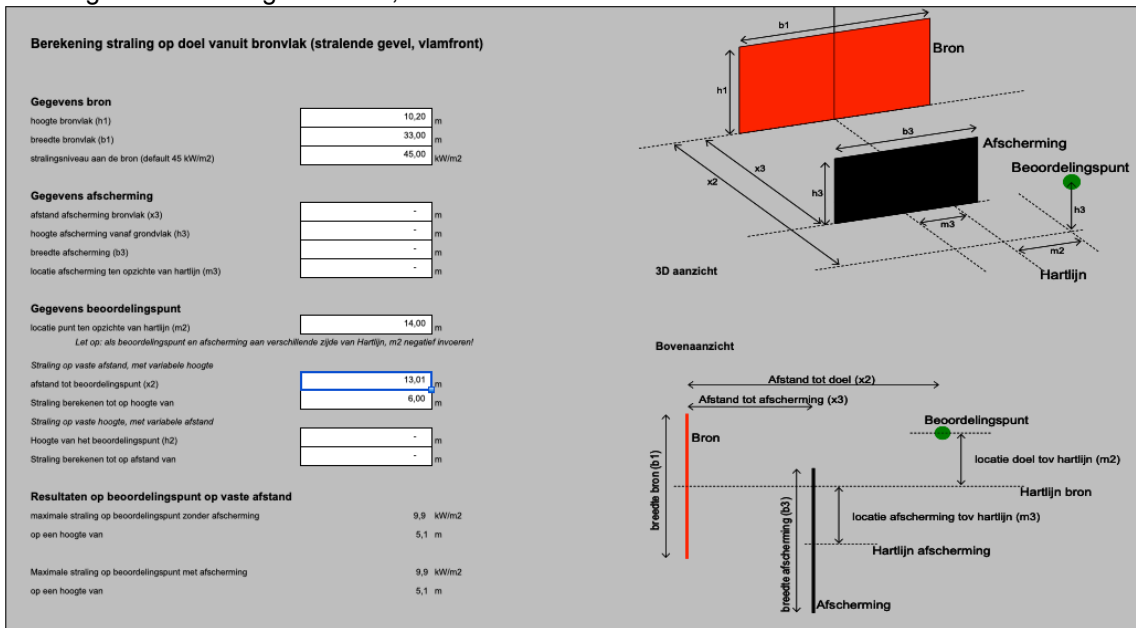 Berekening straling op doel vanuit bronvlak (stralende gevel, vlamfront)
Gegevens bron
hoogte bronvlak (h1) 10,20 m
breedte bronvlak (b1) 33,00 m
stralingsniveau aan de bron (default 45 kW/m2) 45,00 kW/m2
Gegevens afscherming
afstand afscherming bronvlak (x3) - m
hoogte afscherming vanaf grondvlak (h3) - m
breedte afscherming (b3) - m
locatie afscherming ten opzichte van hartlijn (m3) - m
Gegevens beoordelingspunt
locatie punt ten opzichte van hartlijn (m2) 14,00 m
Let op: als beoordelingspunt en afscherming aan verschillende zijde van Hartlijn, m2 negatief invoeren!
Straling op vaste afstand, met variabele hoogte
afstand tot beoordelingspunt (x2) 13,01 m
Straling berekenen tot op hoogte van 6,00 m
Straling op vaste hoogte, met variabele afstand
Hoogte van het beoordelingspunt (h2) - m
Straling berekenen tot op afstand van - m
Resultaten op beoordelingspunt op vaste afstand
maximale straling op beoordelingspunt zonder afscherming 9,9 kW/m2
op een hoogte van 5,1 m
Maximale straling op beoordelingspunt met afscherming 9,9 kW/m2
op een hoogte van 5,1 m
b1
Bron
h1
b3
Afscherming
Beoordelingspunt
x3
x2
h3
h3
m3
m2
3D aanzicht
Hartlijn
Bovenaanzicht
Afstand tot doel (x2)
Afstand tot afscherming (x3)
Beoordelingspunt
Bron
breedte bron (b1)
locatie doel tov hartlijn (m2)
Hartlijn bron
breedte afscherming (b3)
locatie afscherming tov hartlijn (m3)
Hartlijn afscherming
Afscherming